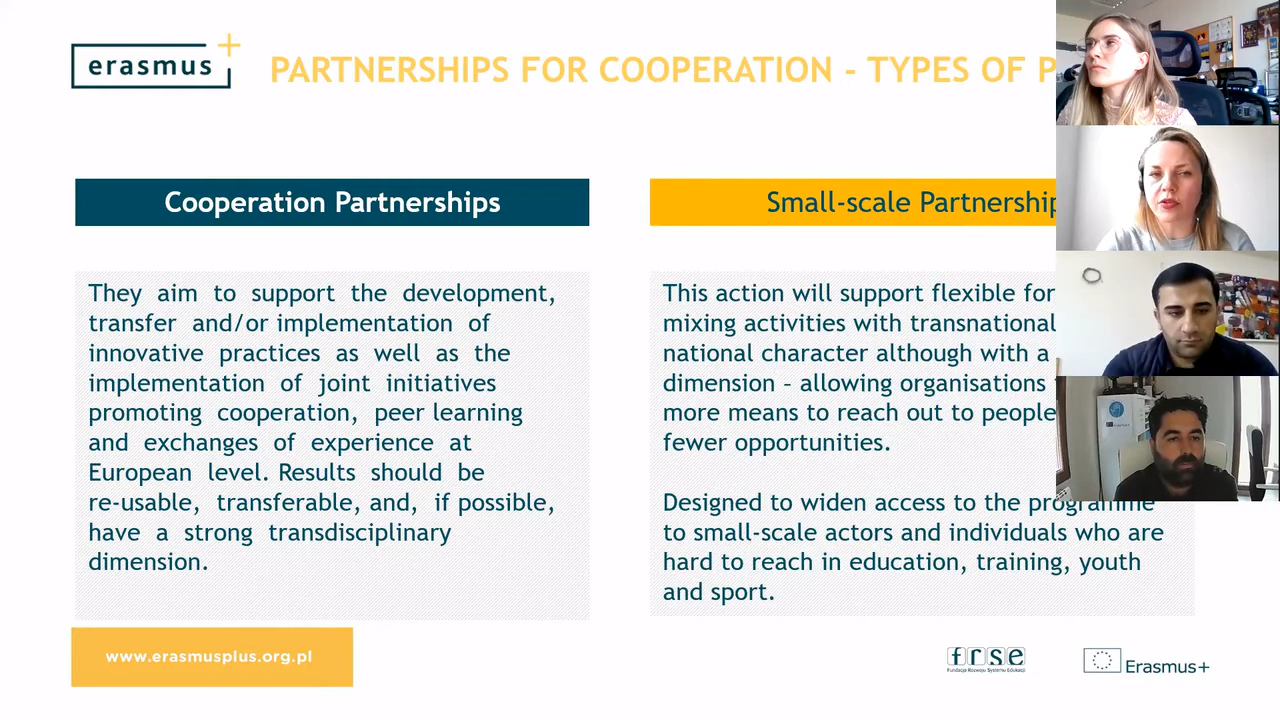 erasmus+
PARTNERSHIPS FOR COOPERATION - TYPES OF
Cooperation Partnerships
Small-scale
They aim to support the development,
transfer and/or implementation of
innovative practices as well as the
implementation of joint initiatives
promoting cooperation, peer learning
and exchanges of experience at
European level. Results should be
re-usable, transferable, and, if possible,
have a strong transdisciplinary
dimension.
This action will support flexible
mixing activities with transnational
national character although with a
dimension – allowing organisations
more means to reach out to people
fewer opportunities.
Designed to widen access to the programme
to small-scale actors and individuals who are
hard to reach in education, training, youth
and sport.
www.erasmusplus.org.pl
frse
Fundacja Rozwoju Systemu Edukacji
Erasmus+